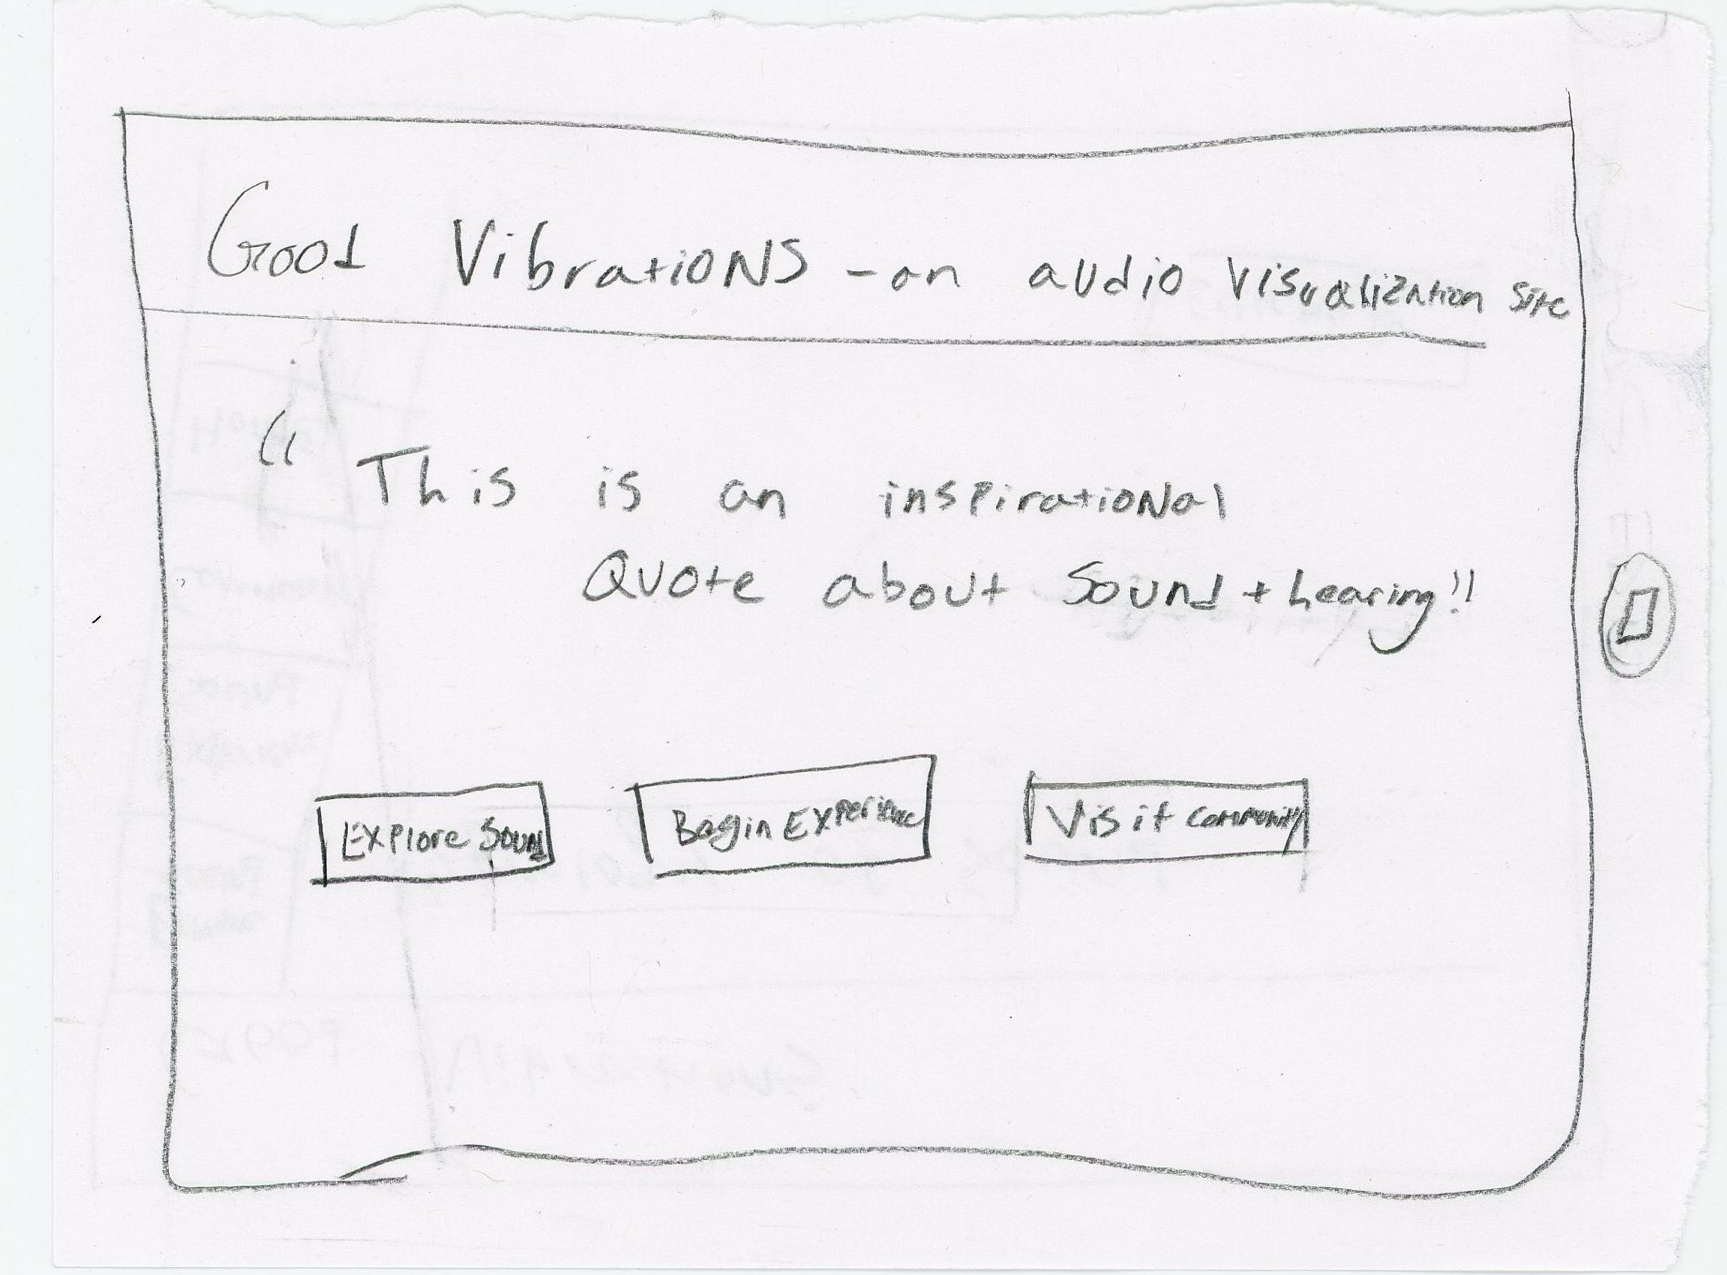 Good Vibrations - an audio visualization site
“ This is an inspirational
Quote about Sound + hearing!!
Explore Sound
Begin Experience
Visit community